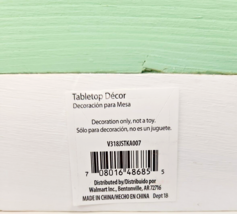 Tabletop Décor
Decoración para Mesa
Decoration only, not a toy.
Sólo para decoración, no es un juguete.
V318JSTKA007
7 08016 48685 5
Distributed by/Distribuido por
Walmart Inc., Bentonville, AR 72716
MADE IN CHINA/HECHO EN CHINA Dept 18